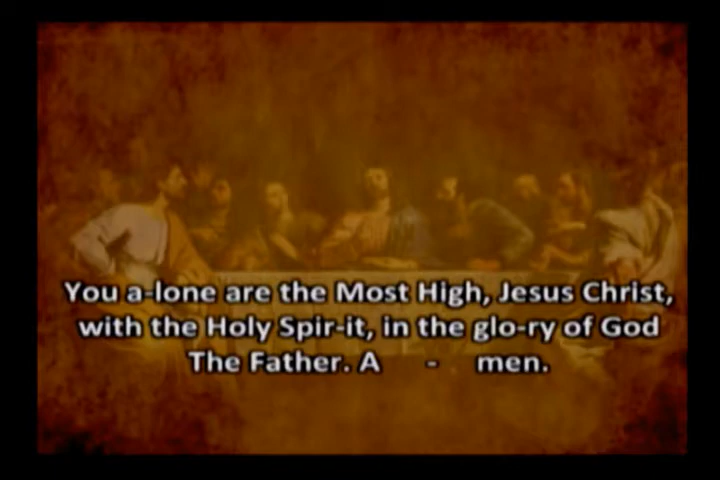 You a-lone are the Most High, Jesus Christ,
with the Holy Spir-it, in the glo-ry of God
The Father. A - men.